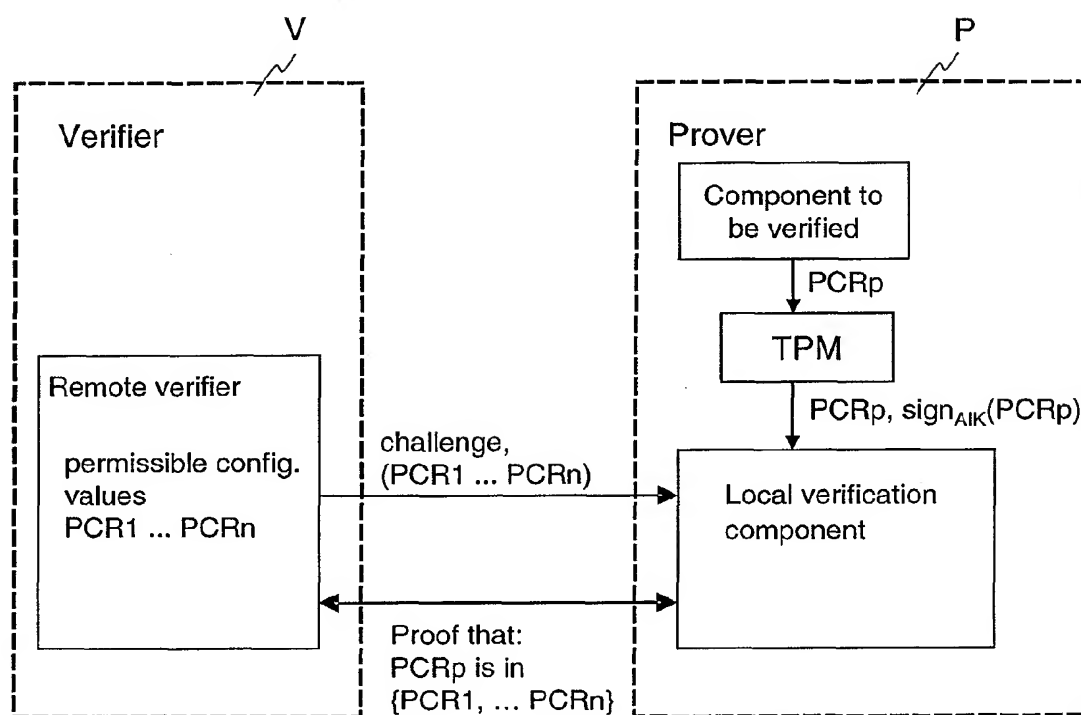 V
P
Verifier
Prover
Component to
be verified
PCRp
TPM
PCRp, signAIK(PCRp)
Remote verifier
permissible config.
values
PCR1 ... PCRn
challenge,
(PCR1 ... PCRn)
Local verification
component
Proof that:
PCRp is in
{PCR1, ... PCRn}